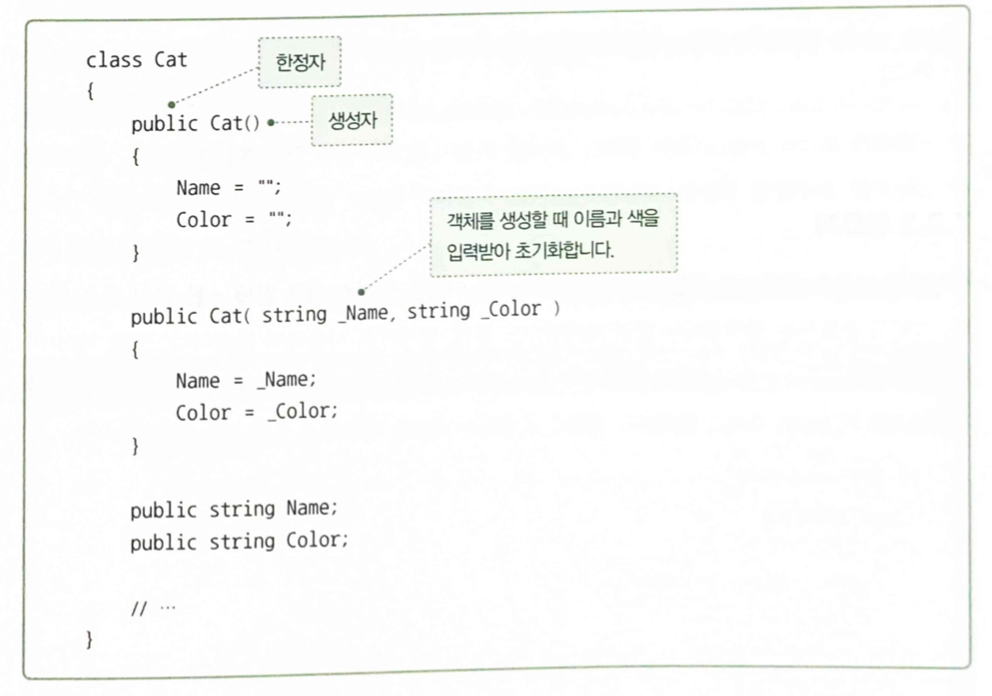 class Cat
한정자
{
public Cat()
생성자
{
Name = "";
Color = "";
}
객체를 생성할 때 이름과 색을
입력받아 초기화합니다.
public Cat( string _Name, string _Color )
{
Name = _Name;
Color = _Color;
}
public string Name;
public string Color;
// ⋯
}